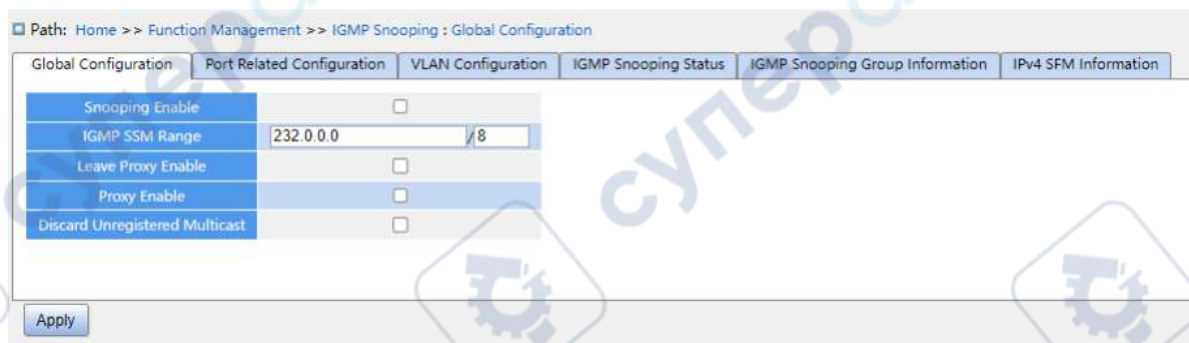 Path: Home >> Function Management >> IGMP Snooping : Global Configuration
Global Configuration Port Related Configuration VLAN Configuration IGMP Snooping Status IGMP Snooping Group Information IPv4 SFM Information
Snooping Enable
IGMP SSM Range 232.0.0.0 / 8
Leave Proxy Enable
Proxy Enable
Discard Unregistered Multicast
Apply